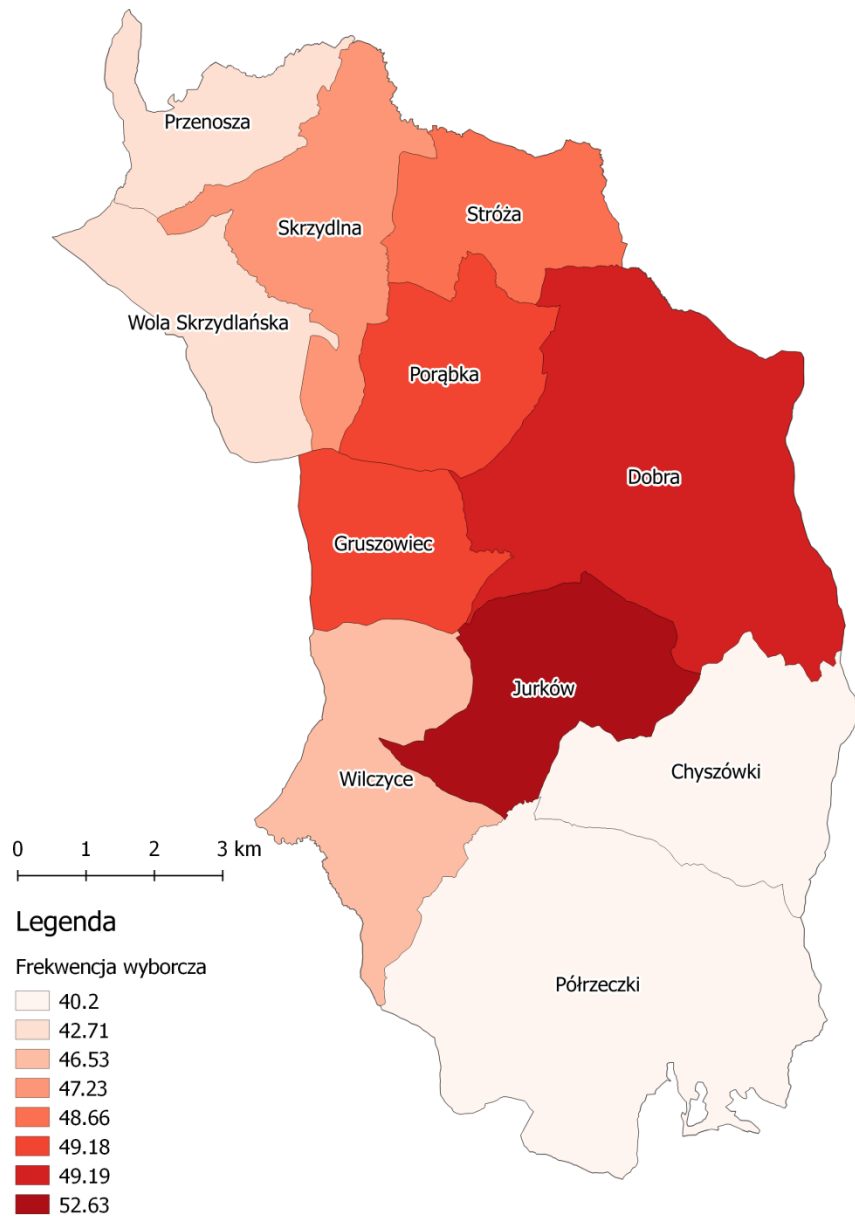 Przenosza
Skrzydlna
Stróża
Wola Skrzydlańska
Porąbka
Dobra
Gruszowiec
Jurków
Chyszówki
Wilczyce
0 1 2 3 km
Legenda
Frekwencja wyborcza
Półrzeczki
40.2
42.71
46.53
47.23
48.66
49.18
49.19
52.63